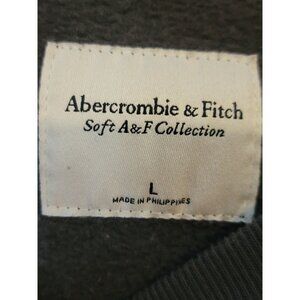 Abercrombie & Fitch
Soft A&F Collection
L
MADE IN PHILIPPINES